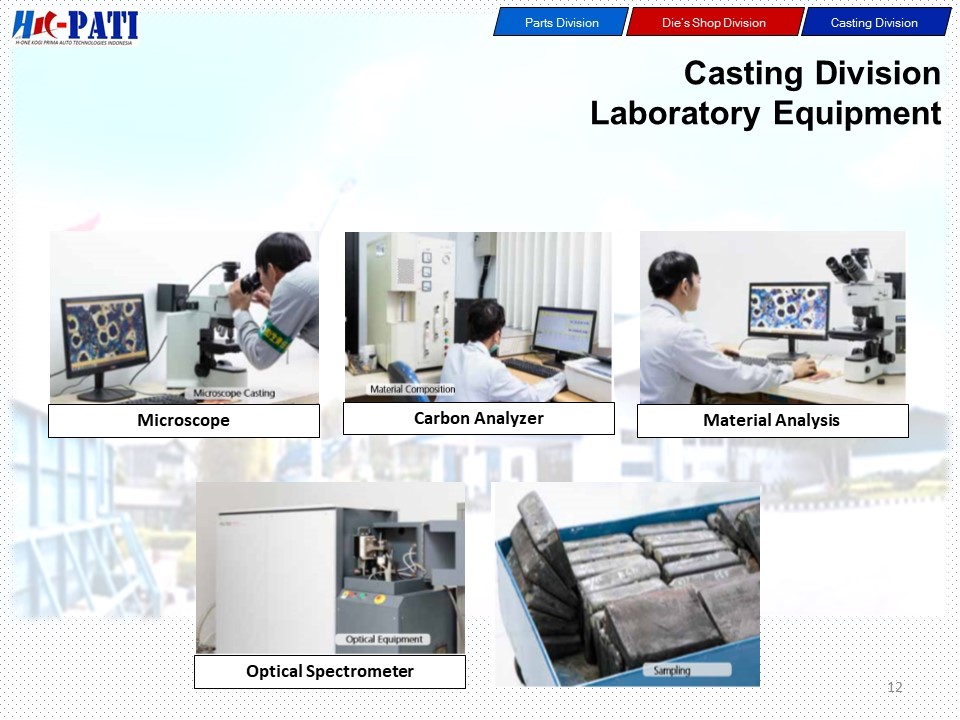 HK-PATI
H-ONE KOGI PRIMA AUTO TECHNOLOGIES INDONESIA
Parts Division
Die's Shop Division
Casting Division
Casting Division
Laboratory Equipment
Microscope Casting
Material Composition
Microscope
Carbon Analyzer
Material Analysis
Optical Equipment
Sampling
Optical Spectrometer
12